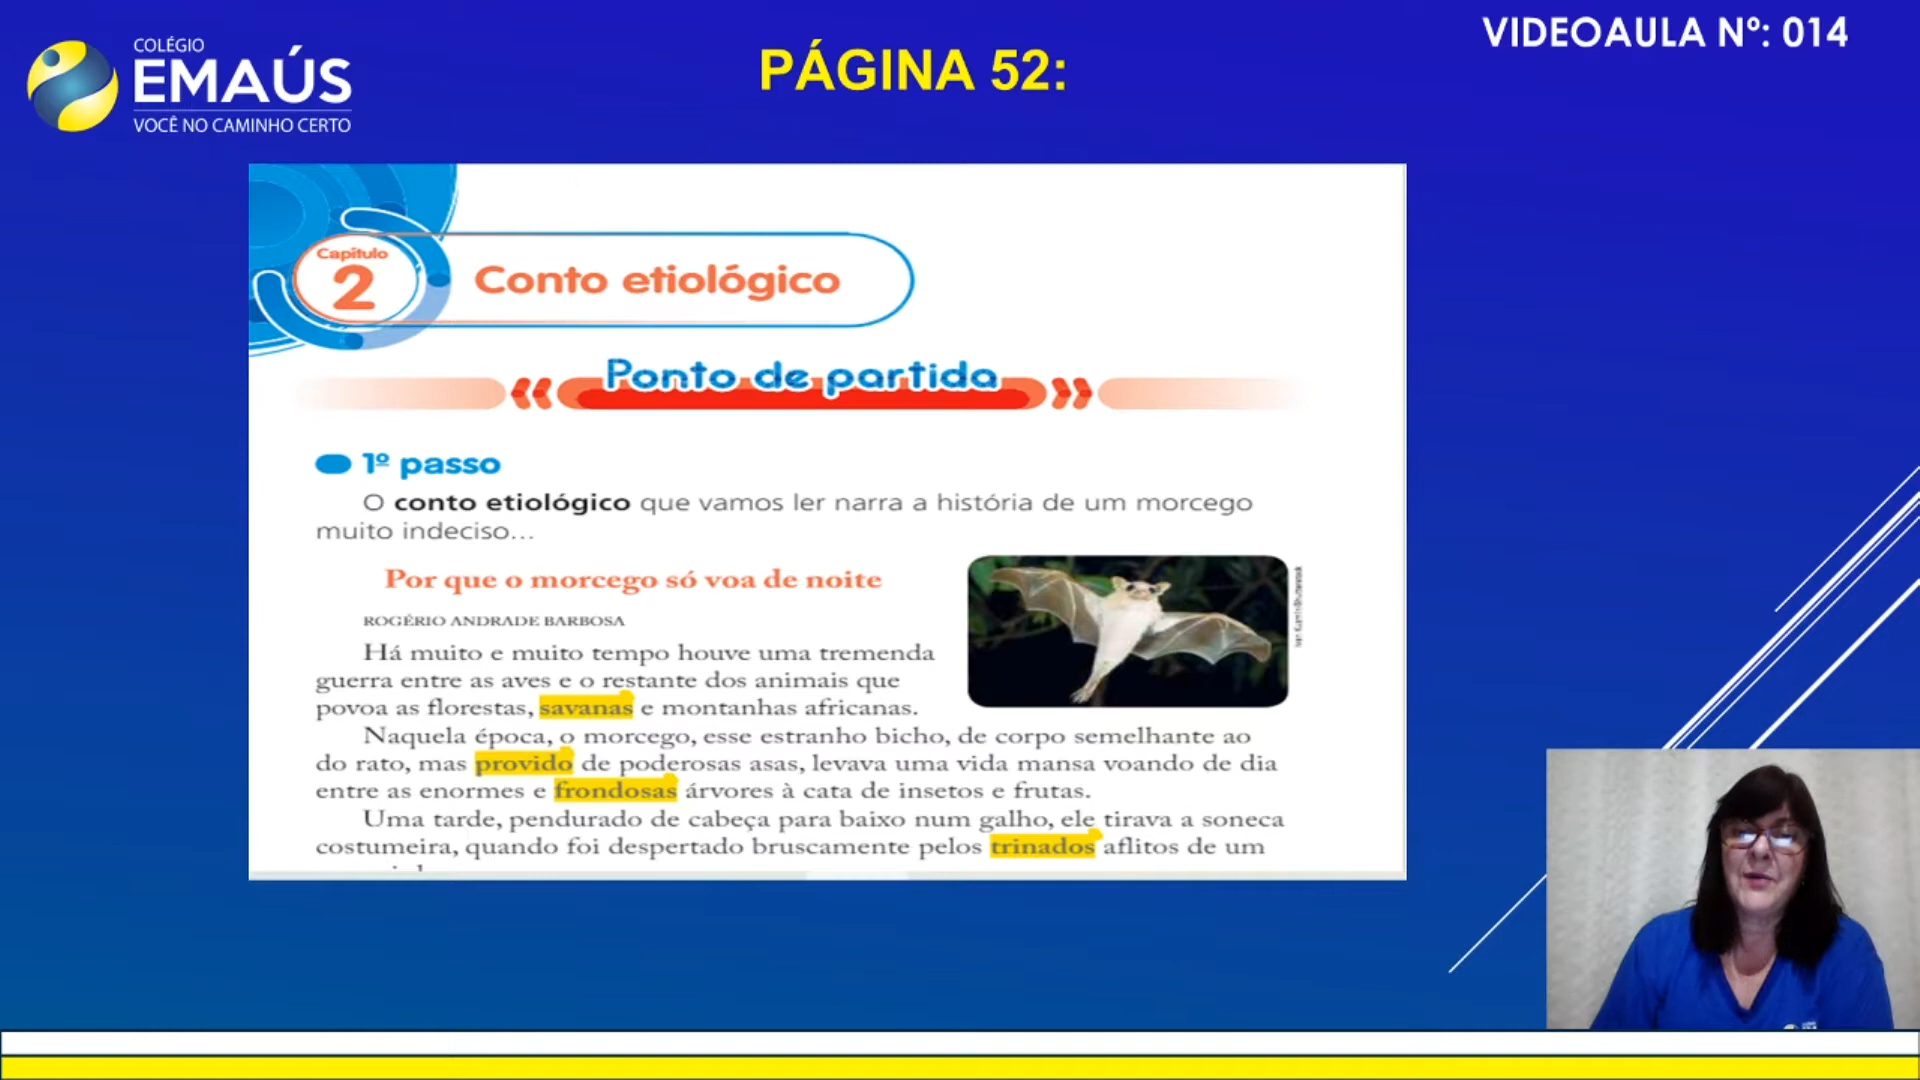 COLÉGIO
EMAÚS
VOCÊ NO CAMINHO CERTO
PÁGINA 52:
VIDEOAULA Nº: 014
Capítulo
2
Conto etiológico
Ponto de partida
1º passo
O conto etiológico que vamos ler narra a história de um morcego
muito indeciso...
Por que o morcego só voa de noite
ROGÉRIO ANDRADE BARBOSA
Há muito e muito tempo houve uma tremenda
guerra entre as aves e o restante dos animais que
povoa as florestas, savanas e montanhas africanas.
Naquela época, o morcego, esse estranho bicho, de corpo semelhante ao
do rato, mas provido de poderosas asas, levava uma vida mansa voando de dia
entre as enormes e frondosas árvores à cata de insetos e frutas.
Uma tarde, pendurado de cabeça para baixo num galho, ele tirava a soneca
costumeira, quando foi despertado bruscamente pelos trinados aflitos de um